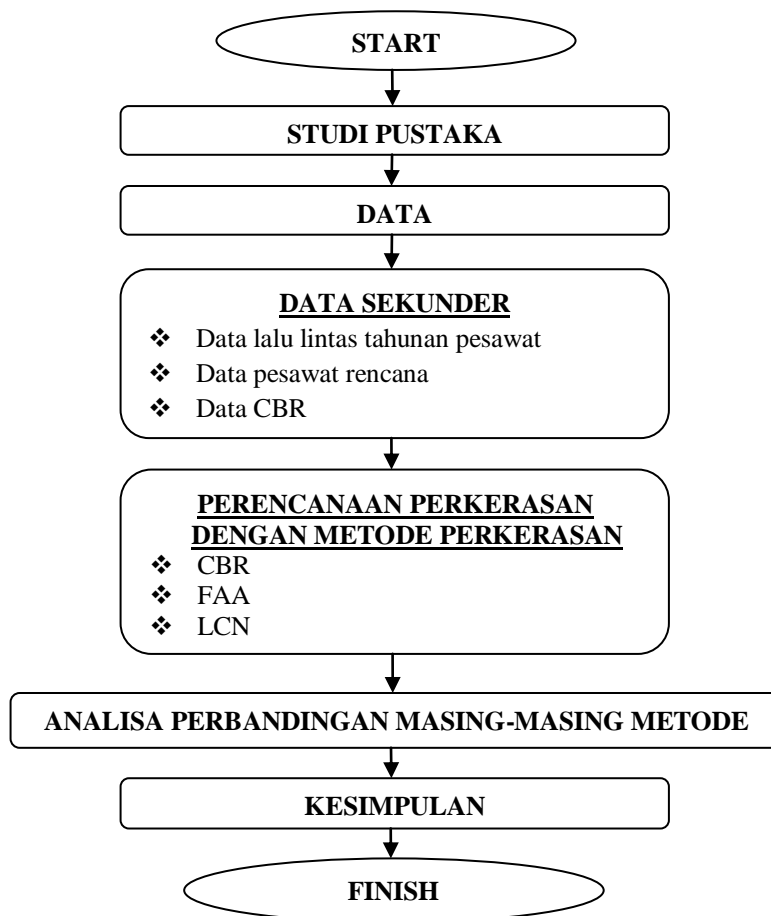 START
STUDI PUSTAKA
DATA
DATA SEKUNDER
❖ Data lalu lintas tahunan pesawat
❖ Data pesawat rencana
❖ Data CBR
PERENCANAAN PERKERASAN
DENGAN METODE PERKERASAN
❖ CBR
❖ FAA
❖ LCN
ANALISA PERBANDINGAN MASING-MASING METODE
KESIMPULAN
FINISH